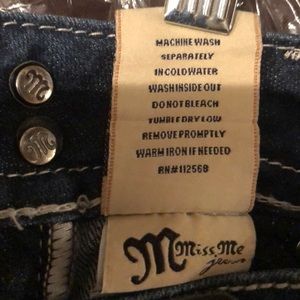 MACHINE WASH
SEPARATELY
IN COLD WATER
WASH INSIDE OUT
DO NOT BLEACH
TUMBLE DRY LOW
REMOVE PROMPTLY
WARM IRON IF NEEDED
RN#112568
M Miss Me
jeans